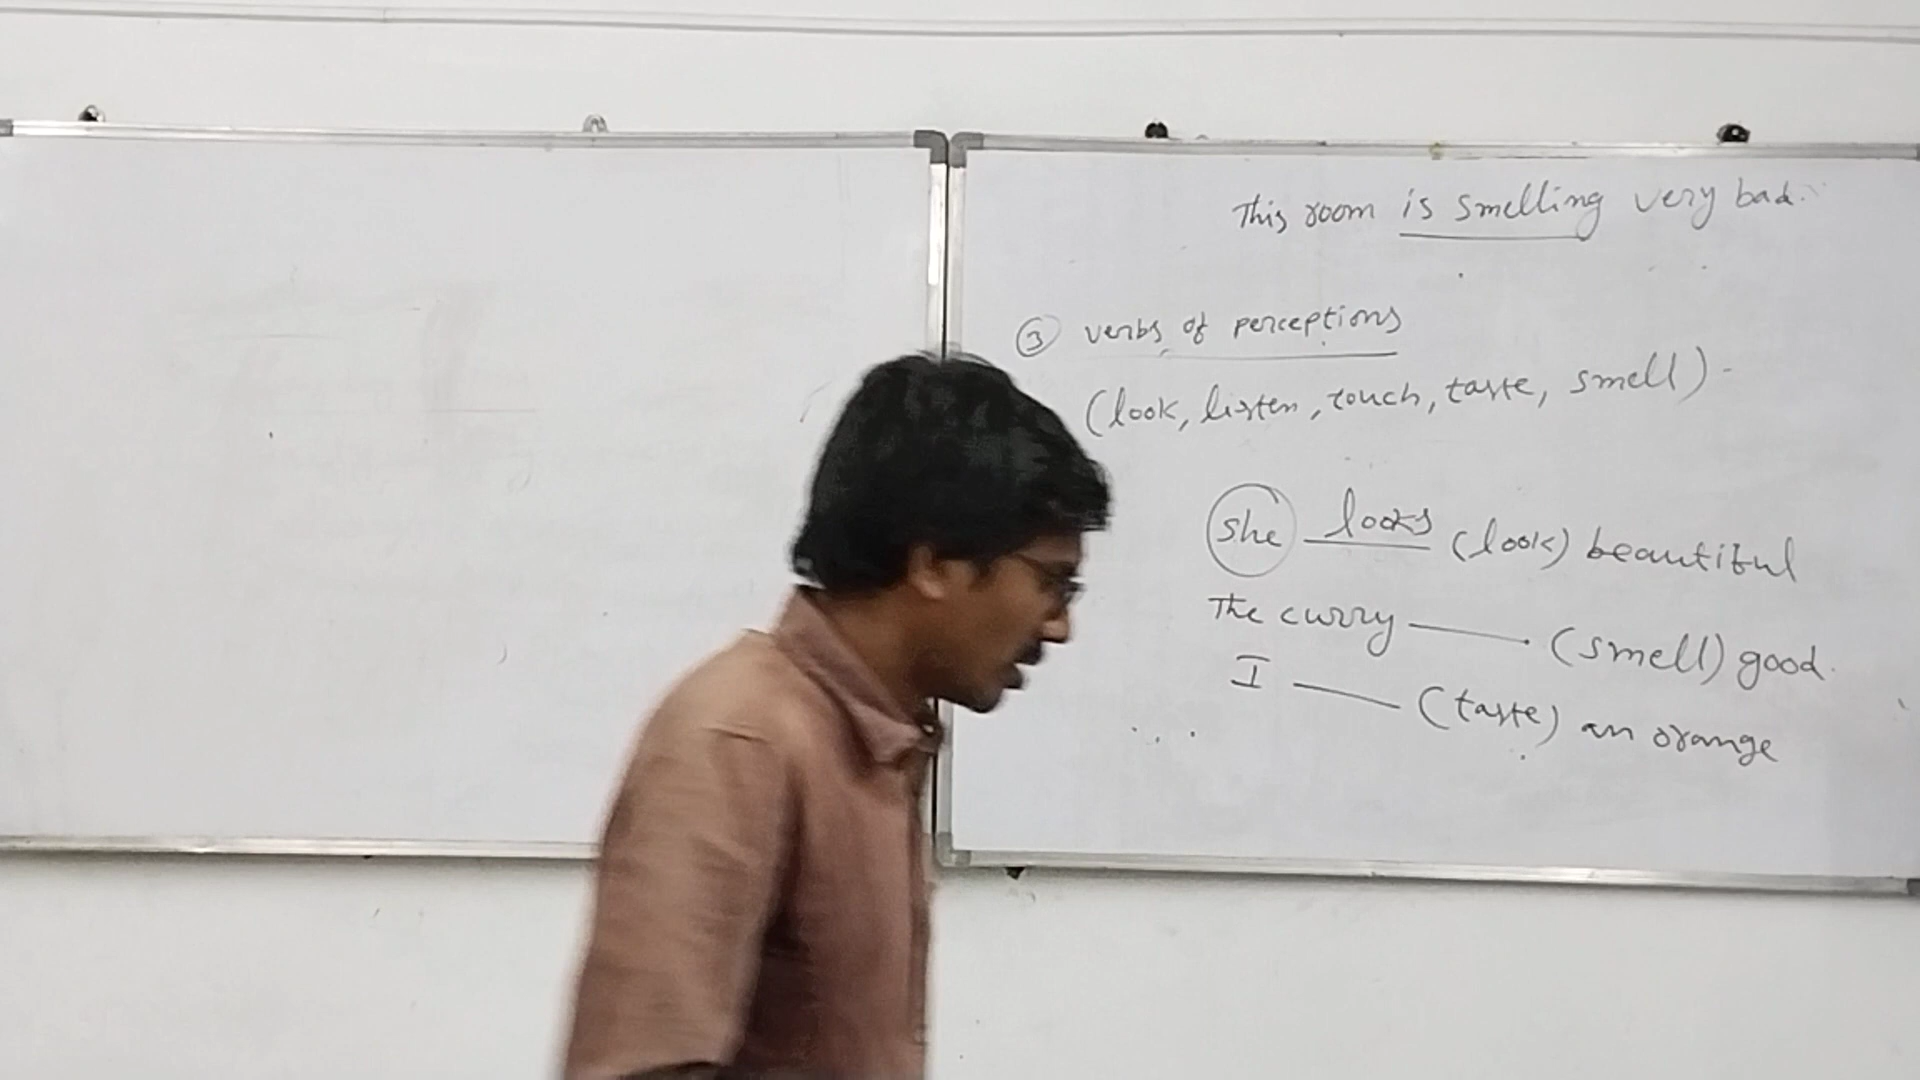 This room is smelling very bad.
③ verbs of perceptions
(look, listen, touch, taste, smell).
She looks (look) beautiful
The curry ——— (smell) good.
I ——— (taste) an orange